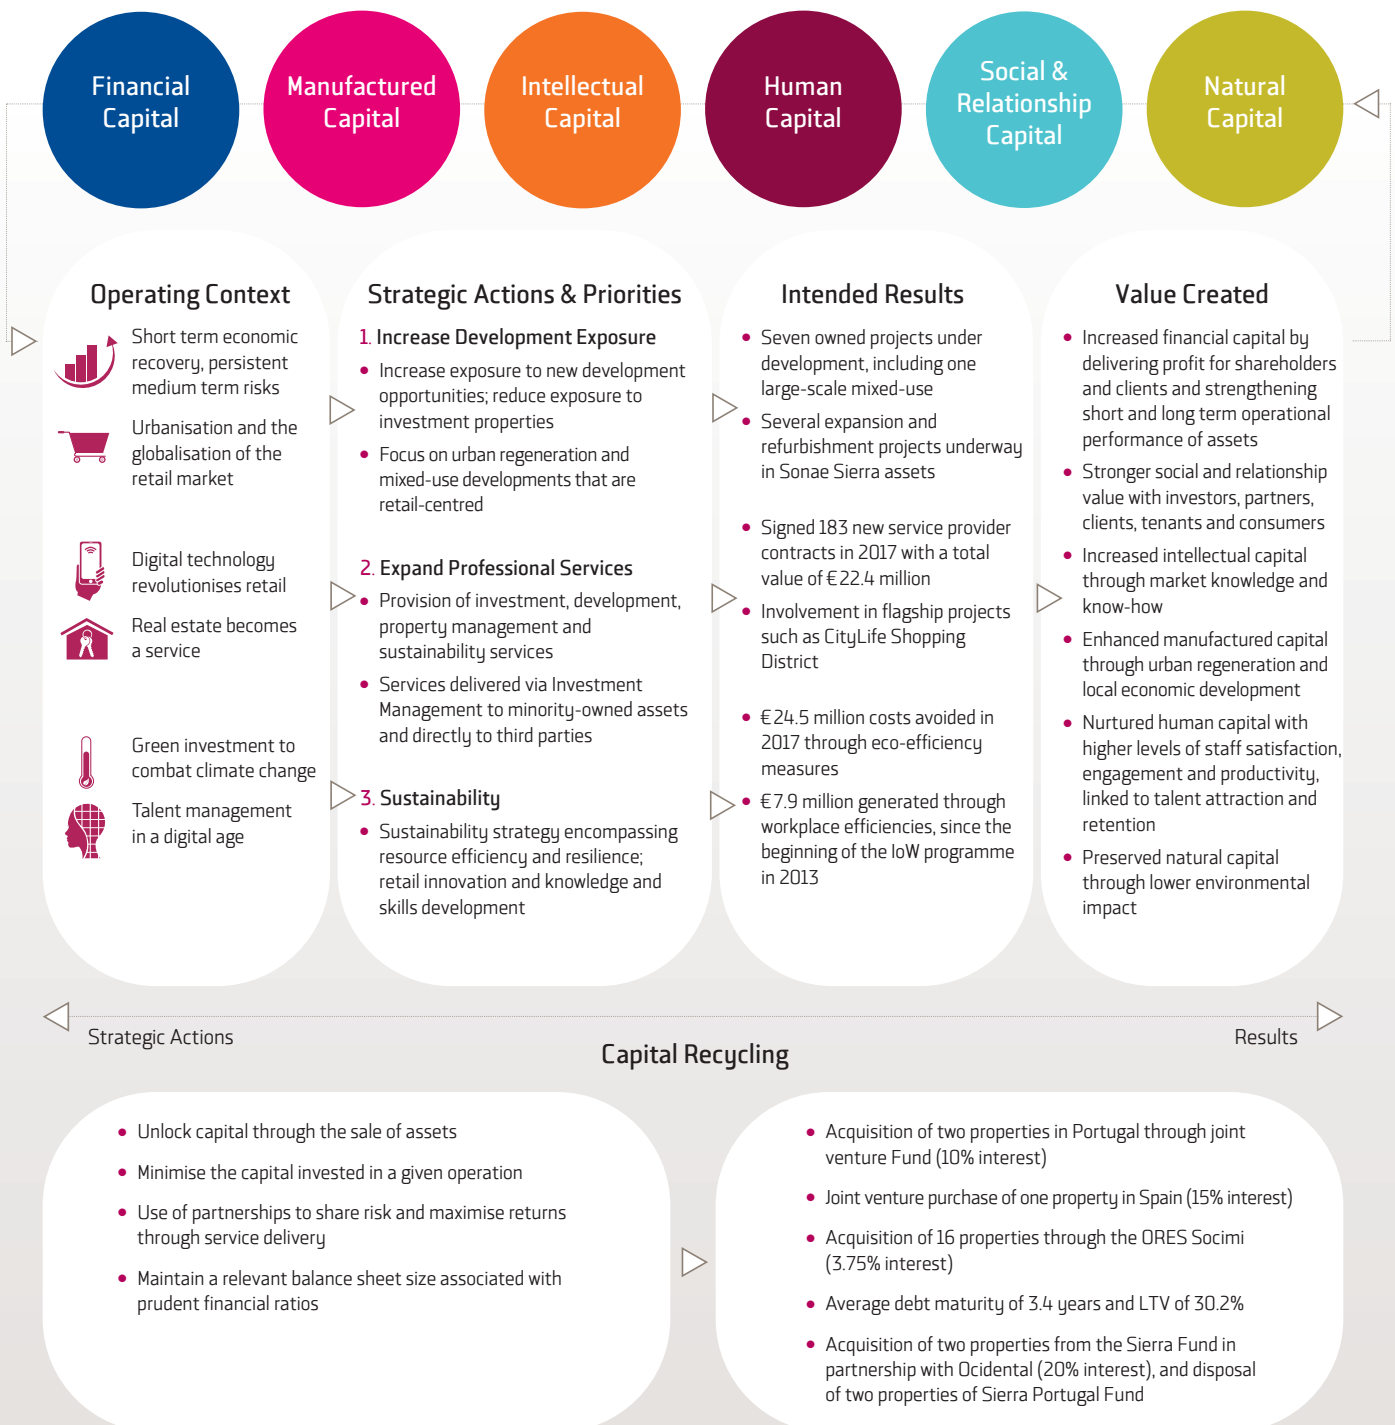 Financial
Capital
Manufactured
Capital
Intellectual
Capital
Human
Capital
Social &
Relationship
Capital
Natural
Capital
Operating Context
Short term economic
recovery, persistent
medium term risks
Urbanisation and the
globalisation of the
retail market
Digital technology
revolutionises retail
Real estate becomes
a service
Green investment to
combat climate change
Talent management
in a digital age
Strategic Actions & Priorities
1. Increase Development Exposure
• Increase exposure to new development
opportunities; reduce exposure to
investment properties
• Focus on urban regeneration and
mixed-use developments that are
retail-centred
2. Expand Professional Services
• Provision of investment, development,
property management and
sustainability services
• Services delivered via Investment
Management to minority-owned assets
and directly to third parties
3. Sustainability
• Sustainability strategy encompassing
resource efficiency and resilience;
retail innovation and knowledge and
skills development
Intended Results
• Seven owned projects under
development, including one
large-scale mixed-use
• Several expansion and
refurbishment projects underway
in Sonae Sierra assets
• Signed 183 new service provider
contracts in 2017 with a total
value of €22.4 million
• Involvement in flagship projects
such as CityLife Shopping
District
• €24.5 million costs avoided in
2017 through eco-efficiency
measures
• €7.9 million generated through
workplace efficiencies, since the
beginning of the IoW programme
in 2013
Value Created
• Increased financial capital by
delivering profit for shareholders
and clients and strengthening
short and long term operational
performance of assets
• Stronger social and relationship
value with investors, partners,
clients, tenants and consumers
• Increased intellectual capital
through market knowledge and
know-how
• Enhanced manufactured capital
through urban regeneration and
local economic development
• Nurtured human capital with
higher levels of staff satisfaction,
engagement and productivity,
linked to talent attraction and
retention
• Preserved natural capital
through lower environmental
impact
Strategic Actions
Results
Capital Recycling
• Unlock capital through the sale of assets
• Minimise the capital invested in a given operation
• Use of partnerships to share risk and maximise returns
through service delivery
• Maintain a relevant balance sheet size associated with
prudent financial ratios
• Acquisition of two properties in Portugal through joint
venture Fund (10% interest)
• Joint venture purchase of one property in Spain (15% interest)
• Acquisition of 16 properties through the ORES Socimi
(3.75% interest)
• Average debt maturity of 3.4 years and LTV of 30.2%
• Acquisition of two properties from the Sierra Fund in
partnership with Ocidental (20% interest), and disposal
of two properties of Sierra Portugal Fund